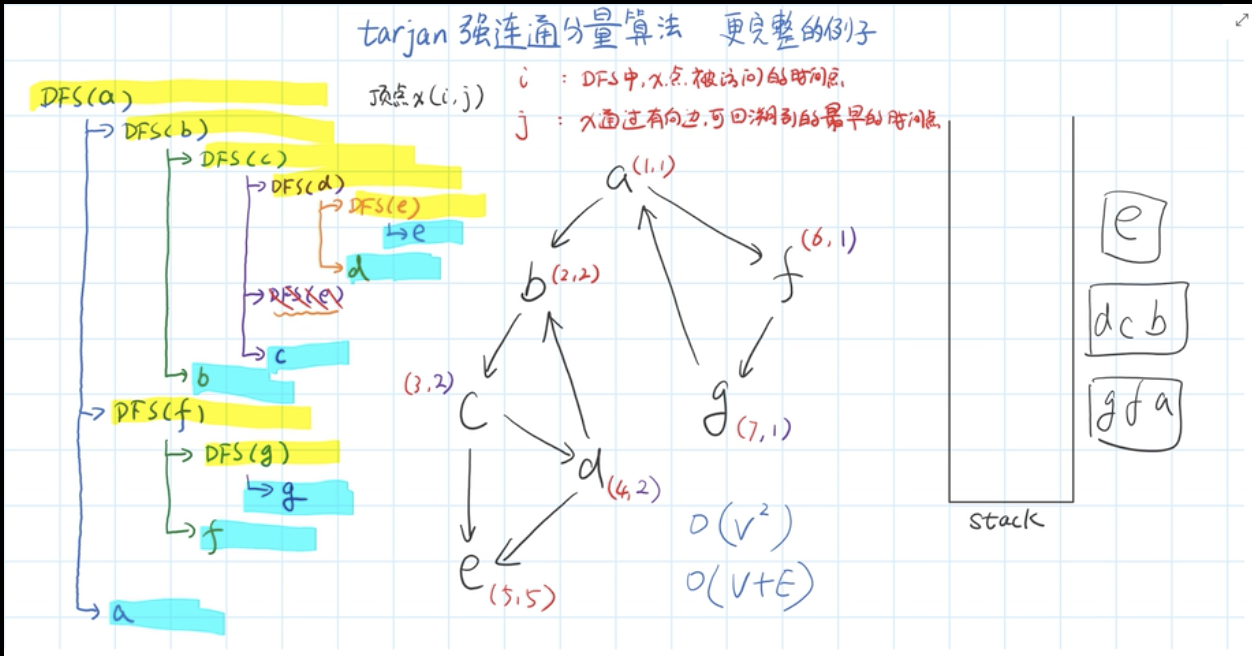 tarjan 强连通分量算法 更完整的例子
顶点x(i,j)
i : DFS中,x点被访问的时间点
j : x通过有向边,可回溯到的最早的时间点
DFS(a)
DFS(b)
DFS(c)
DFS(d)
DFS(e)
e
d
DFS(e)
c
b
DFS(f)
DFS(g)
g
f
a
a(1,1)
b(2,2)
f(6,1)
(3,2)
c
g(7,1)
d(4,2)
e(5,5)
O(V²)
O(V+E)
stack
e
d c b
g f a